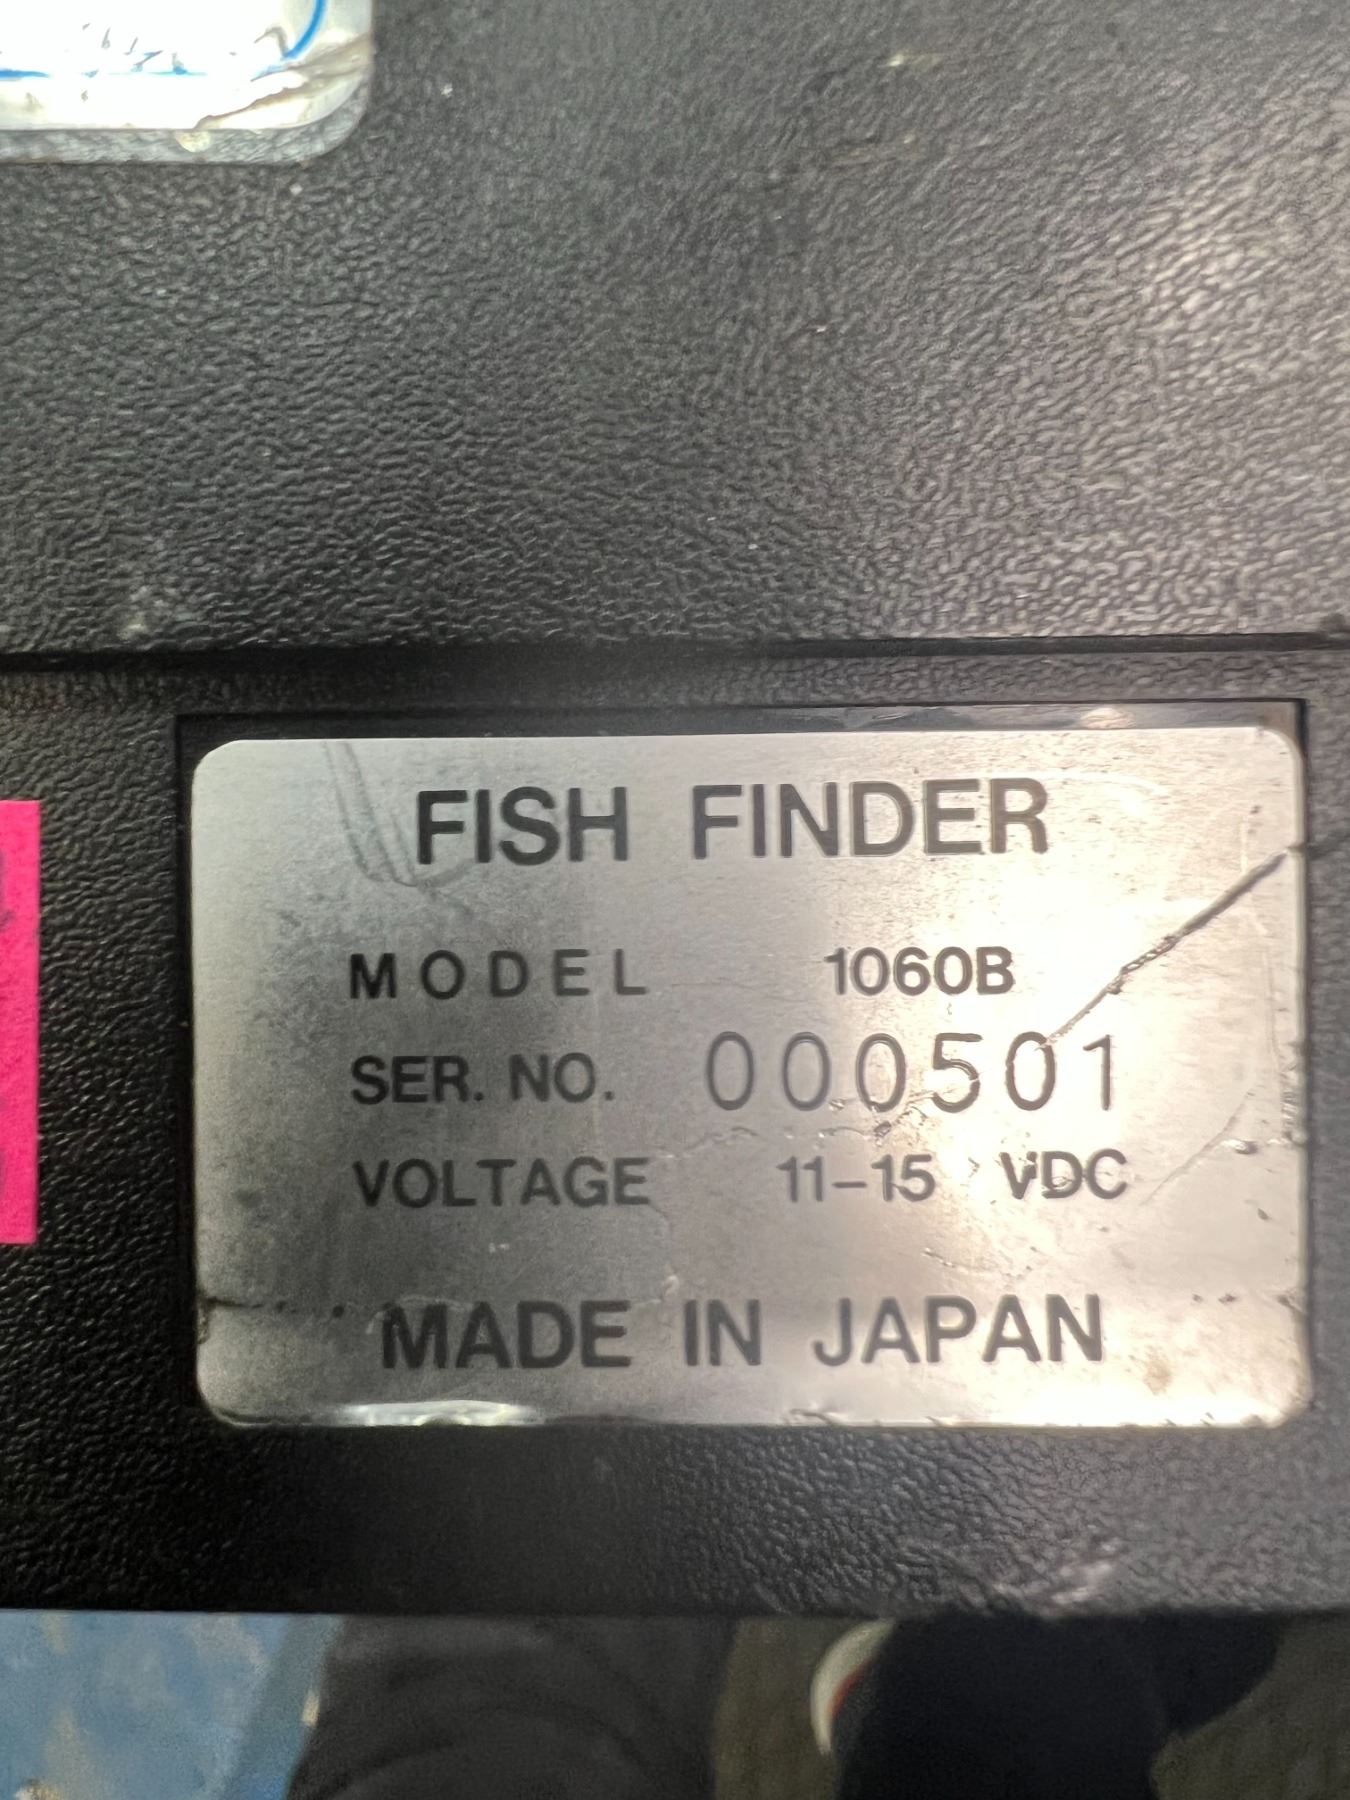 FISH FINDER
MODEL 1060B
SER. NO. 000501
VOLTAGE 11-15 VDC
MADE IN JAPAN